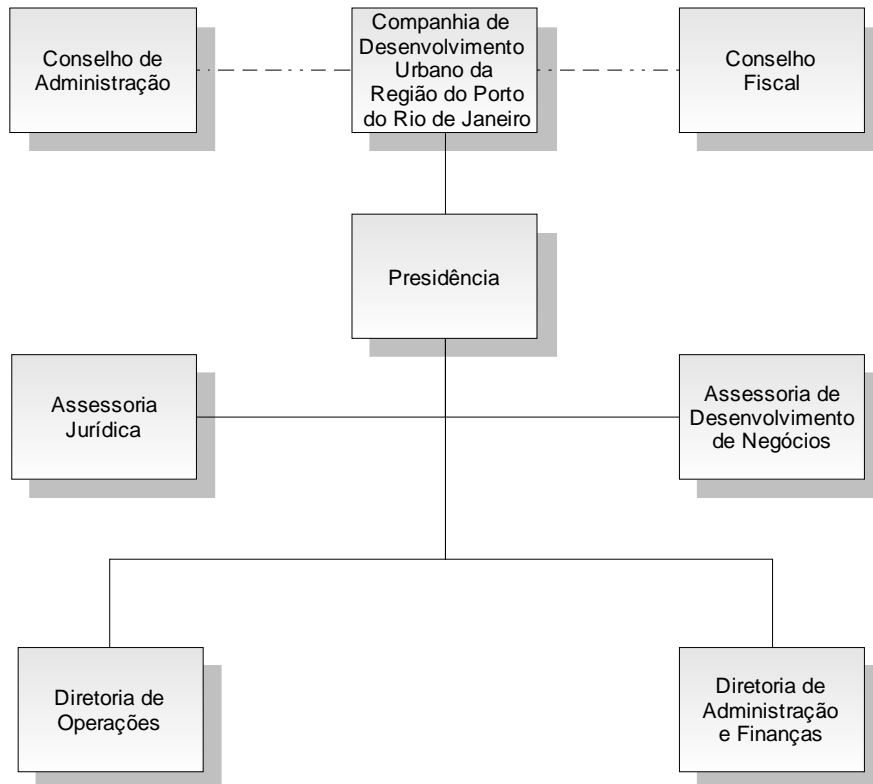 Conselho de
Administração
Companhia de
Desenvolvimento
Urbano da
Região do Porto
do Rio de Janeiro
Conselho
Fiscal
Presidência
Assessoria
Jurídica
Assessoria de
Desenvolvimento
de Negócios
Diretoria de
Operações
Diretoria de
Administração
e Finanças